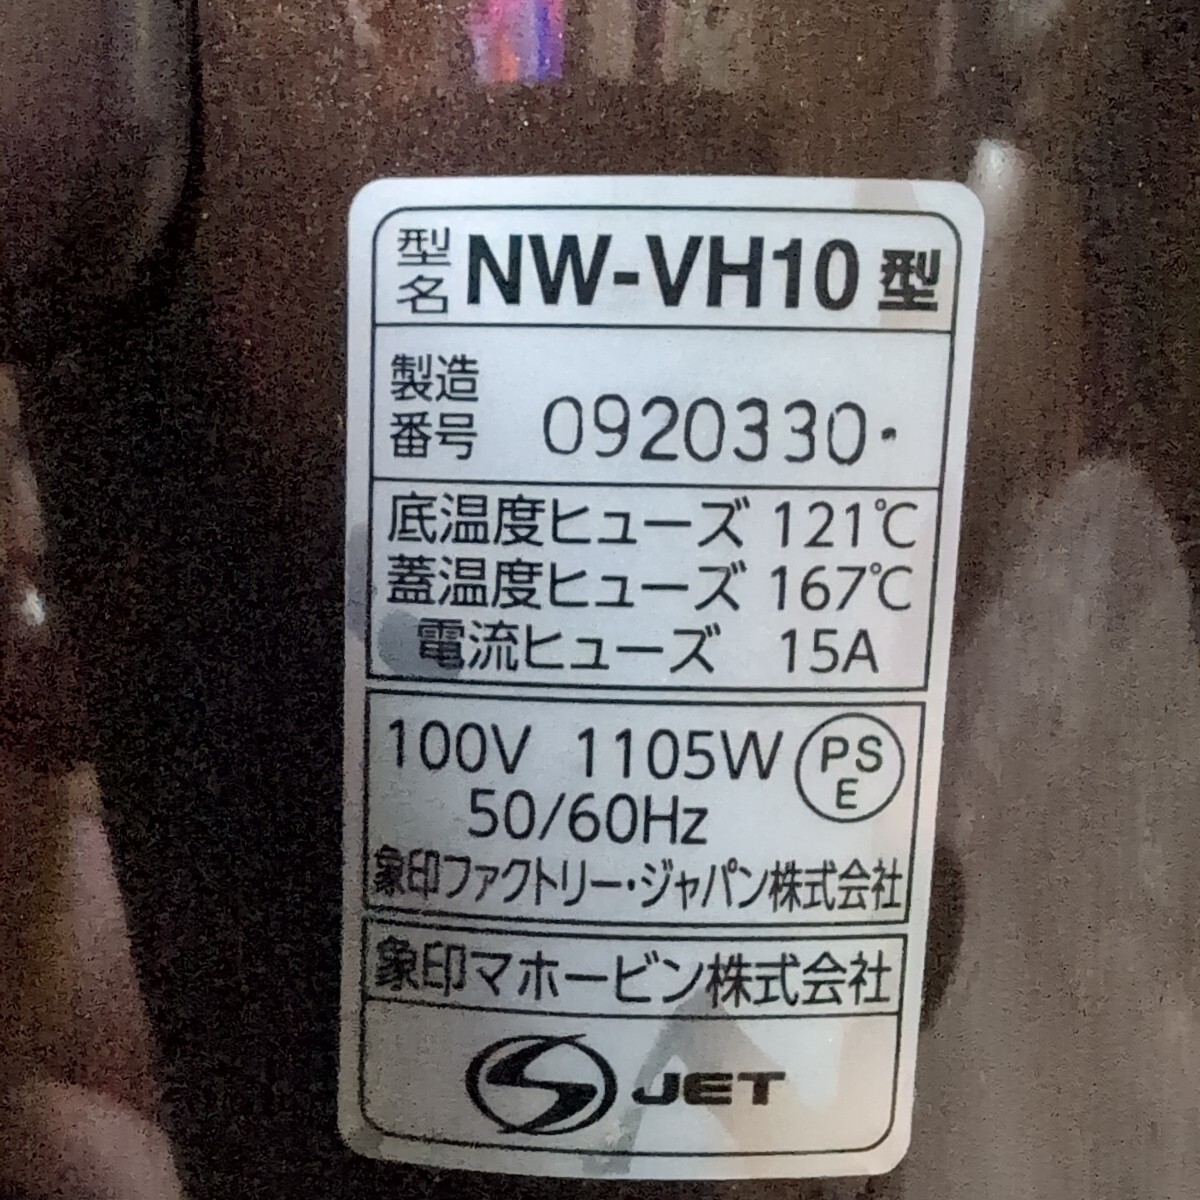 型名 NW-VH10 型
製造番号 0920330・
底温度ヒューズ 121℃
蓋温度ヒューズ 167℃
電流ヒューズ 15A
100V 1105W PSE
50/60Hz
象印ファクトリー・ジャパン株式会社
象印マホービン株式会社
S JET